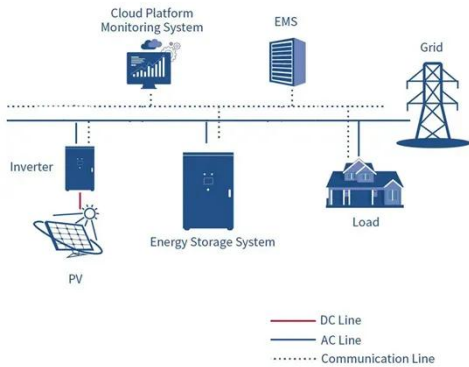 Cloud Platform
Monitoring System
EMS
Grid
Inverter
Energy Storage System
Load
PV
DC Line
AC Line
Communication Line